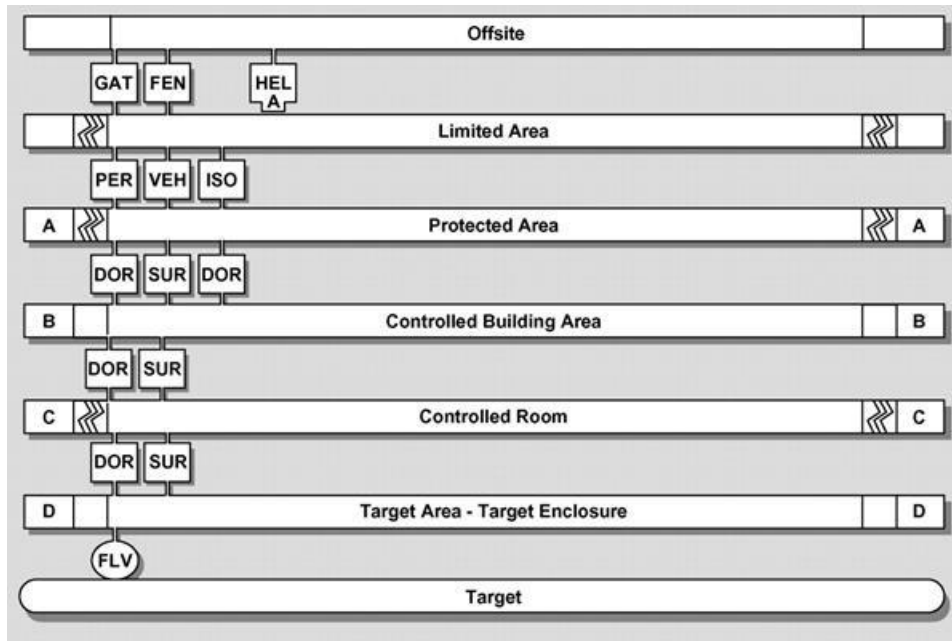 Offsite
GAT FEN HEL
A
Limited Area
PER VEH ISO
A Protected Area A
DOR SUR DOR
B Controlled Building Area B
DOR SUR
C Controlled Room C
DOR SUR
D Target Area - Target Enclosure D
FLV
Target